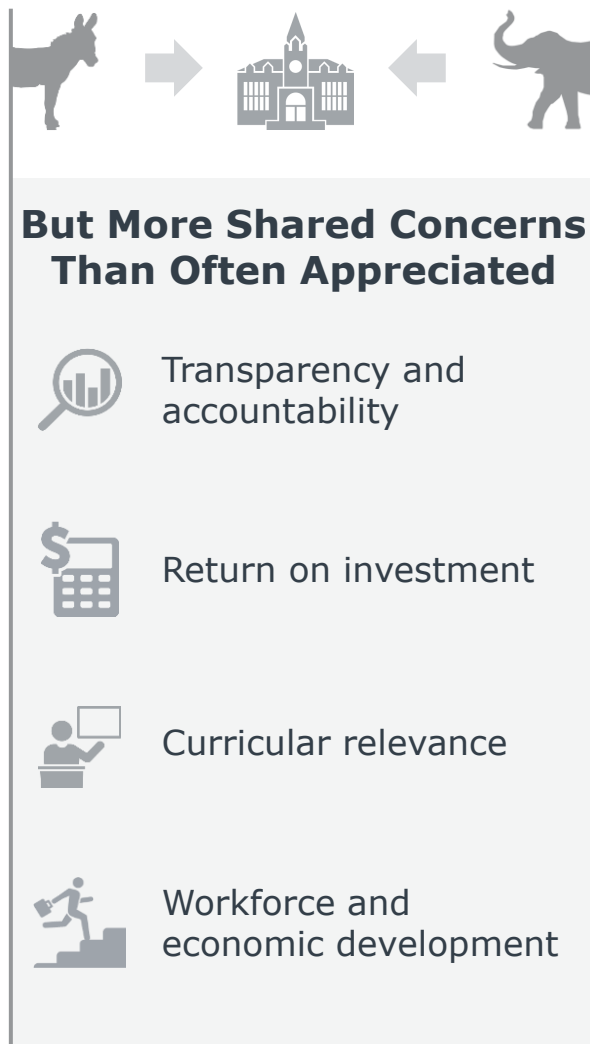 But More Shared Concerns
Than Often Appreciated
Transparency and
accountability
Return on investment
Curricular relevance
Workforce and
economic development